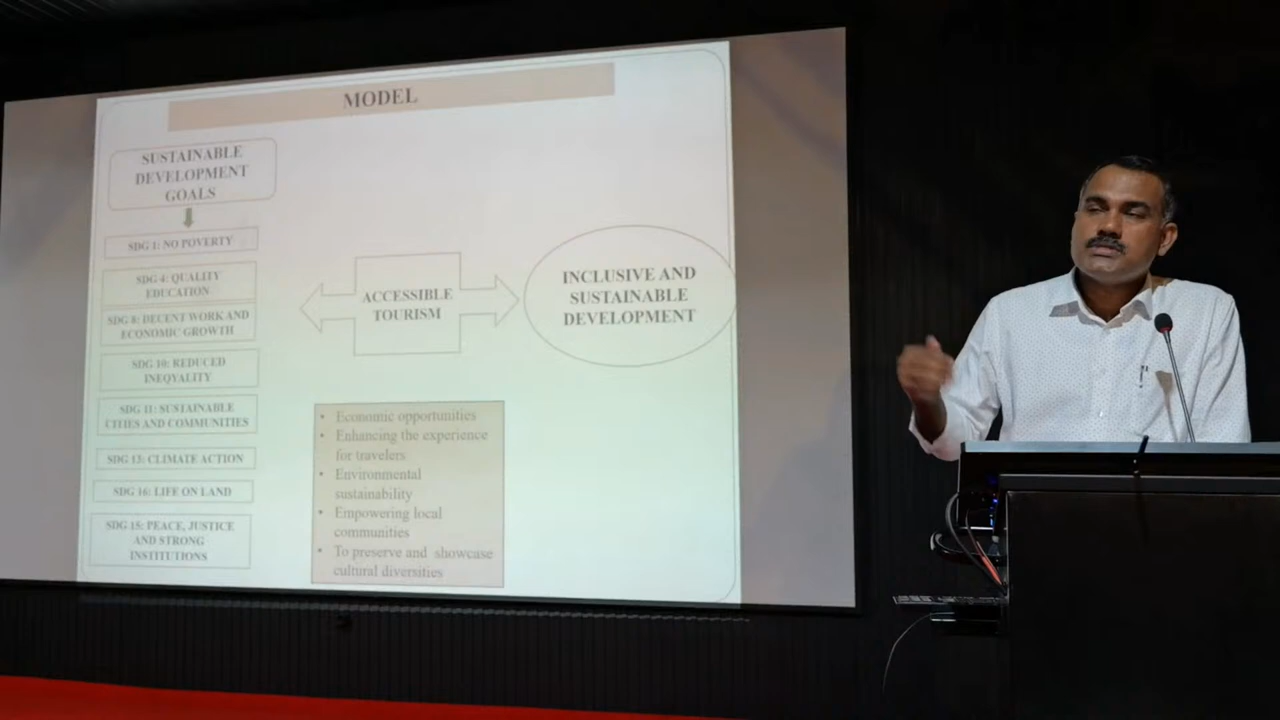 MODEL
SUSTAINABLE
DEVELOPMENT
GOALS
SDG 1: NO POVERTY
SDG 4: QUALITY
EDUCATION
SDG 8: DECENT WORK AND
ECONOMIC GROWTH
SDG 10: REDUCED
INEQYALITY
SDG 11: SUSTAINABLE
CITIES AND COMMUNITIES
SDG 13: CLIMATE ACTION
SDG 16: LIFE ON LAND
SDG 15: PEACE, JUSTICE
AND STRONG
INSTITUTIONS
ACCESSIBLE
TOURISM
• Economic opportunities
• Enhancing the experience
for travelers
• Environmental
sustainability
• Empowering local
communities
• To preserve and showcase
cultural diversities
INCLUSIVE AND
SUSTAINABLE
DEVELOPMENT